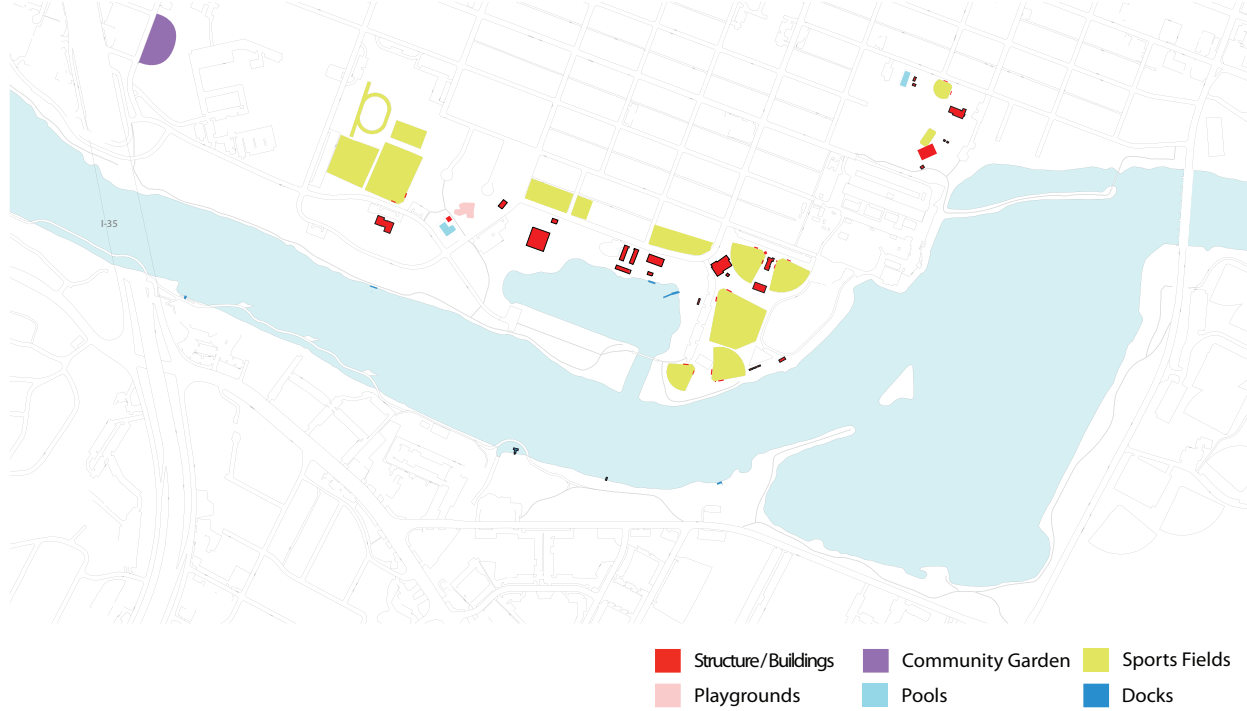 I-35
Structure/Buildings
Community Garden
Sports Fields
Playgrounds
Pools
Docks